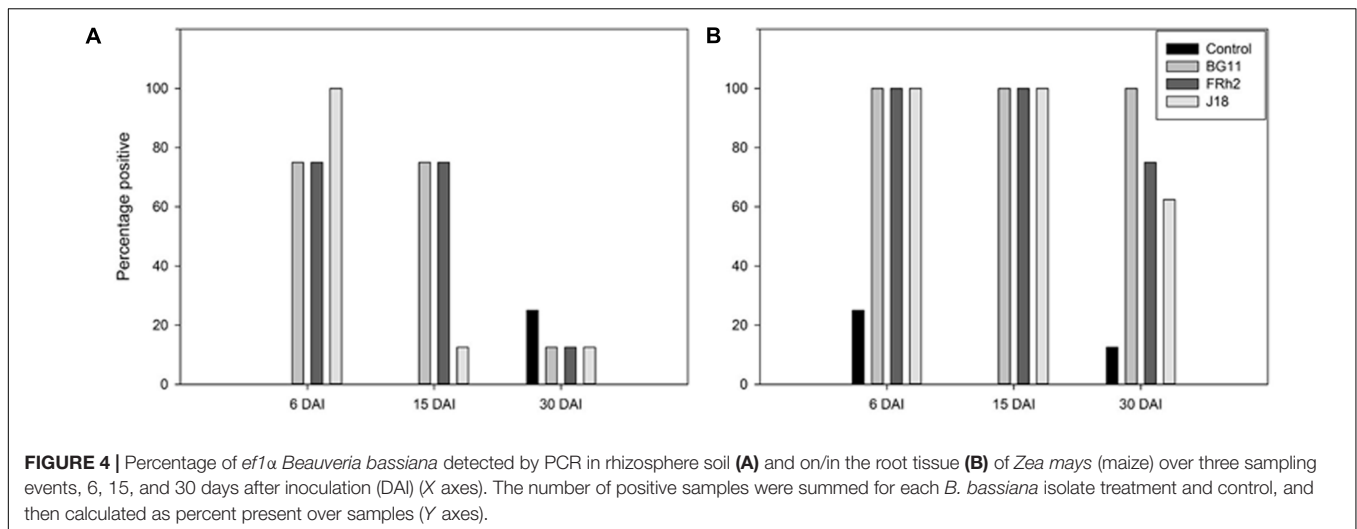 A
Percentage positive
100
80
60
40
20
0
6 DAI
15 DAI
30 DAI
B
100
80
60
40
20
0
6 DAI
15 DAI
30 DAI
Control
BG11
FRh2
J18
FIGURE 4 | Percentage of ef1α Beauveria bassiana detected by PCR in rhizosphere soil (A) and on/in the root tissue (B) of Zea mays (maize) over three sampling
events, 6, 15, and 30 days after inoculation (DAI) (X axes). The number of positive samples were summed for each B. bassiana isolate treatment and control, and
then calculated as percent present over samples (Y axes).